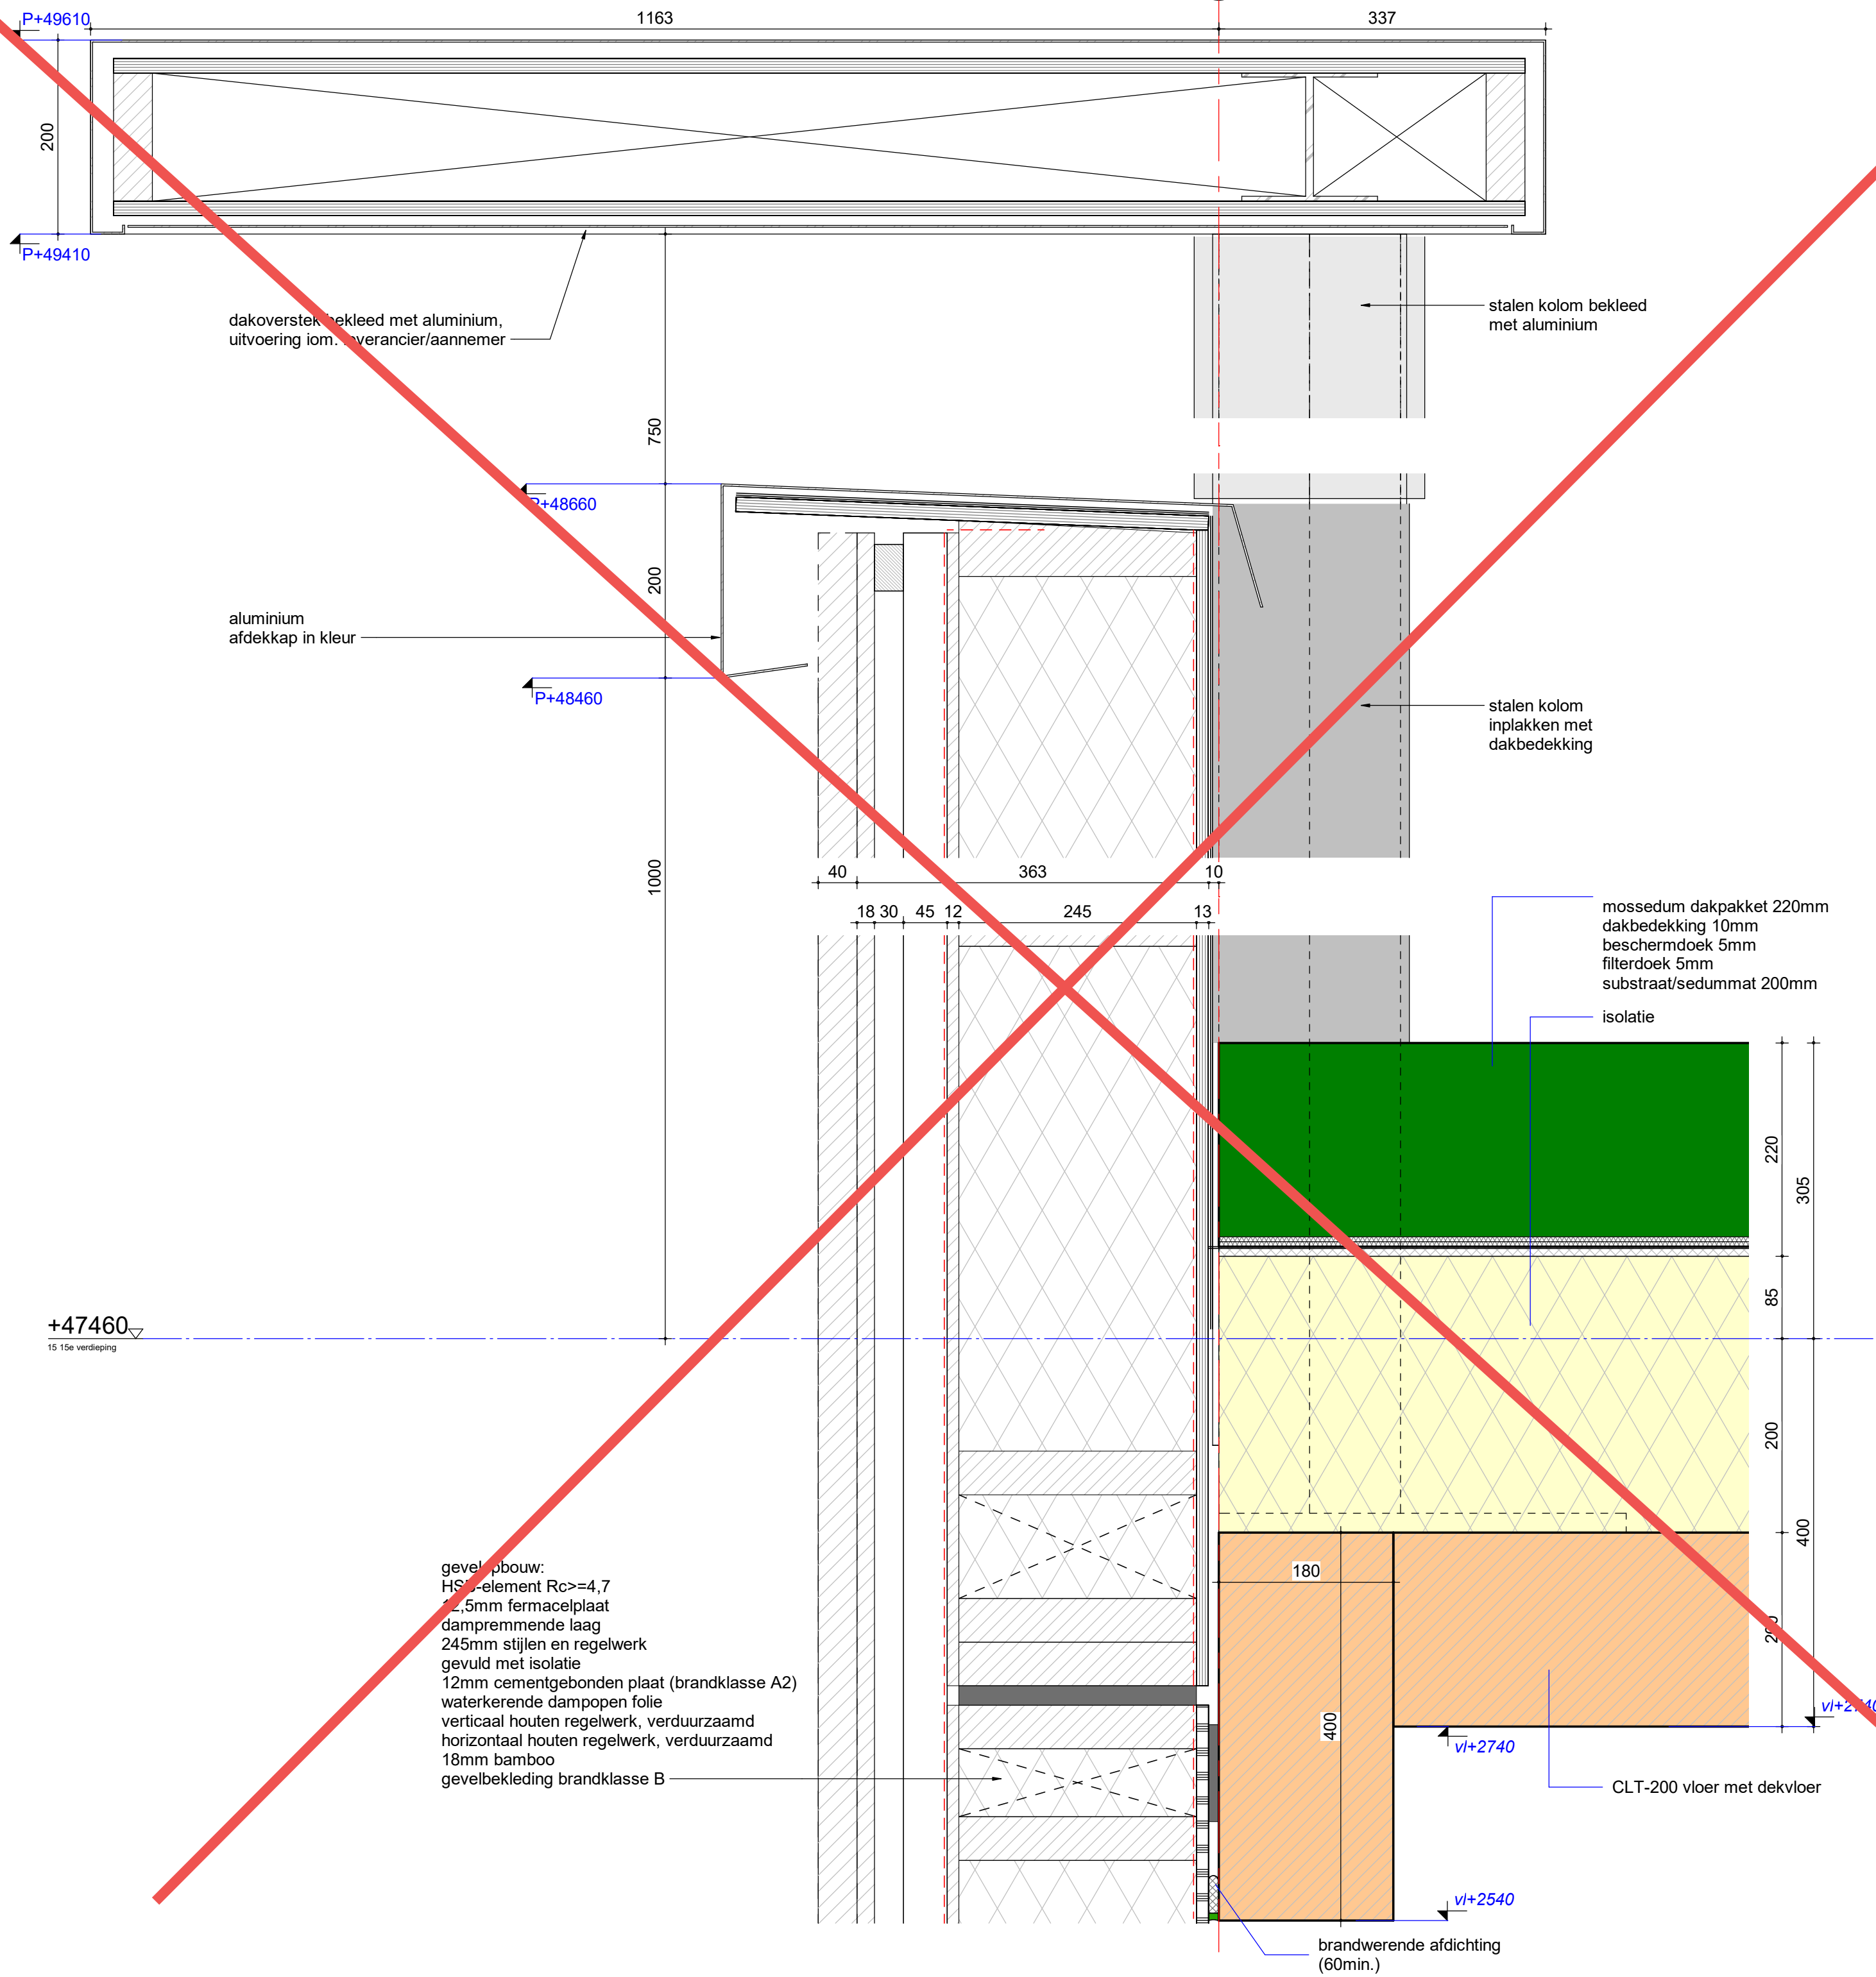 P+49610
1163
337
200
P+49410
dakoverstek bekleed met aluminium,
uitvoering iom. leverancier/aannemer
stalen kolom bekleed
met aluminium
750
P+48660
200
aluminium
afdekkap in kleur
P+48460
stalen kolom
inplakken met
dakbedekking
1000
40
363
10
18
30
45
12
245
13
mossedum dakpakket 220mm
dakbedekking 10mm
beschermdoek 5mm
filterdoek 5mm
substraat/sedummat 200mm
isolatie
220
305
85
+47460
15 15e verdieping
200
400
180
gevelopbouw:
HSB-element Rc>=4,7
12,5mm fermacelplaat
dampremmende laag
245mm stijlen en regelwerk
gevuld met isolatie
12mm cementgebonden plaat (brandklasse A2)
waterkerende dampopen folie
verticaal houten regelwerk, verduurzaamd
horizontaal houten regelwerk, verduurzaamd
18mm bamboo
gevelbekleding brandklasse B
200
vl+2740
400
vl+2740
CLT-200 vloer met dekvloer
vl+2540
brandwerende afdichting
(60min.)